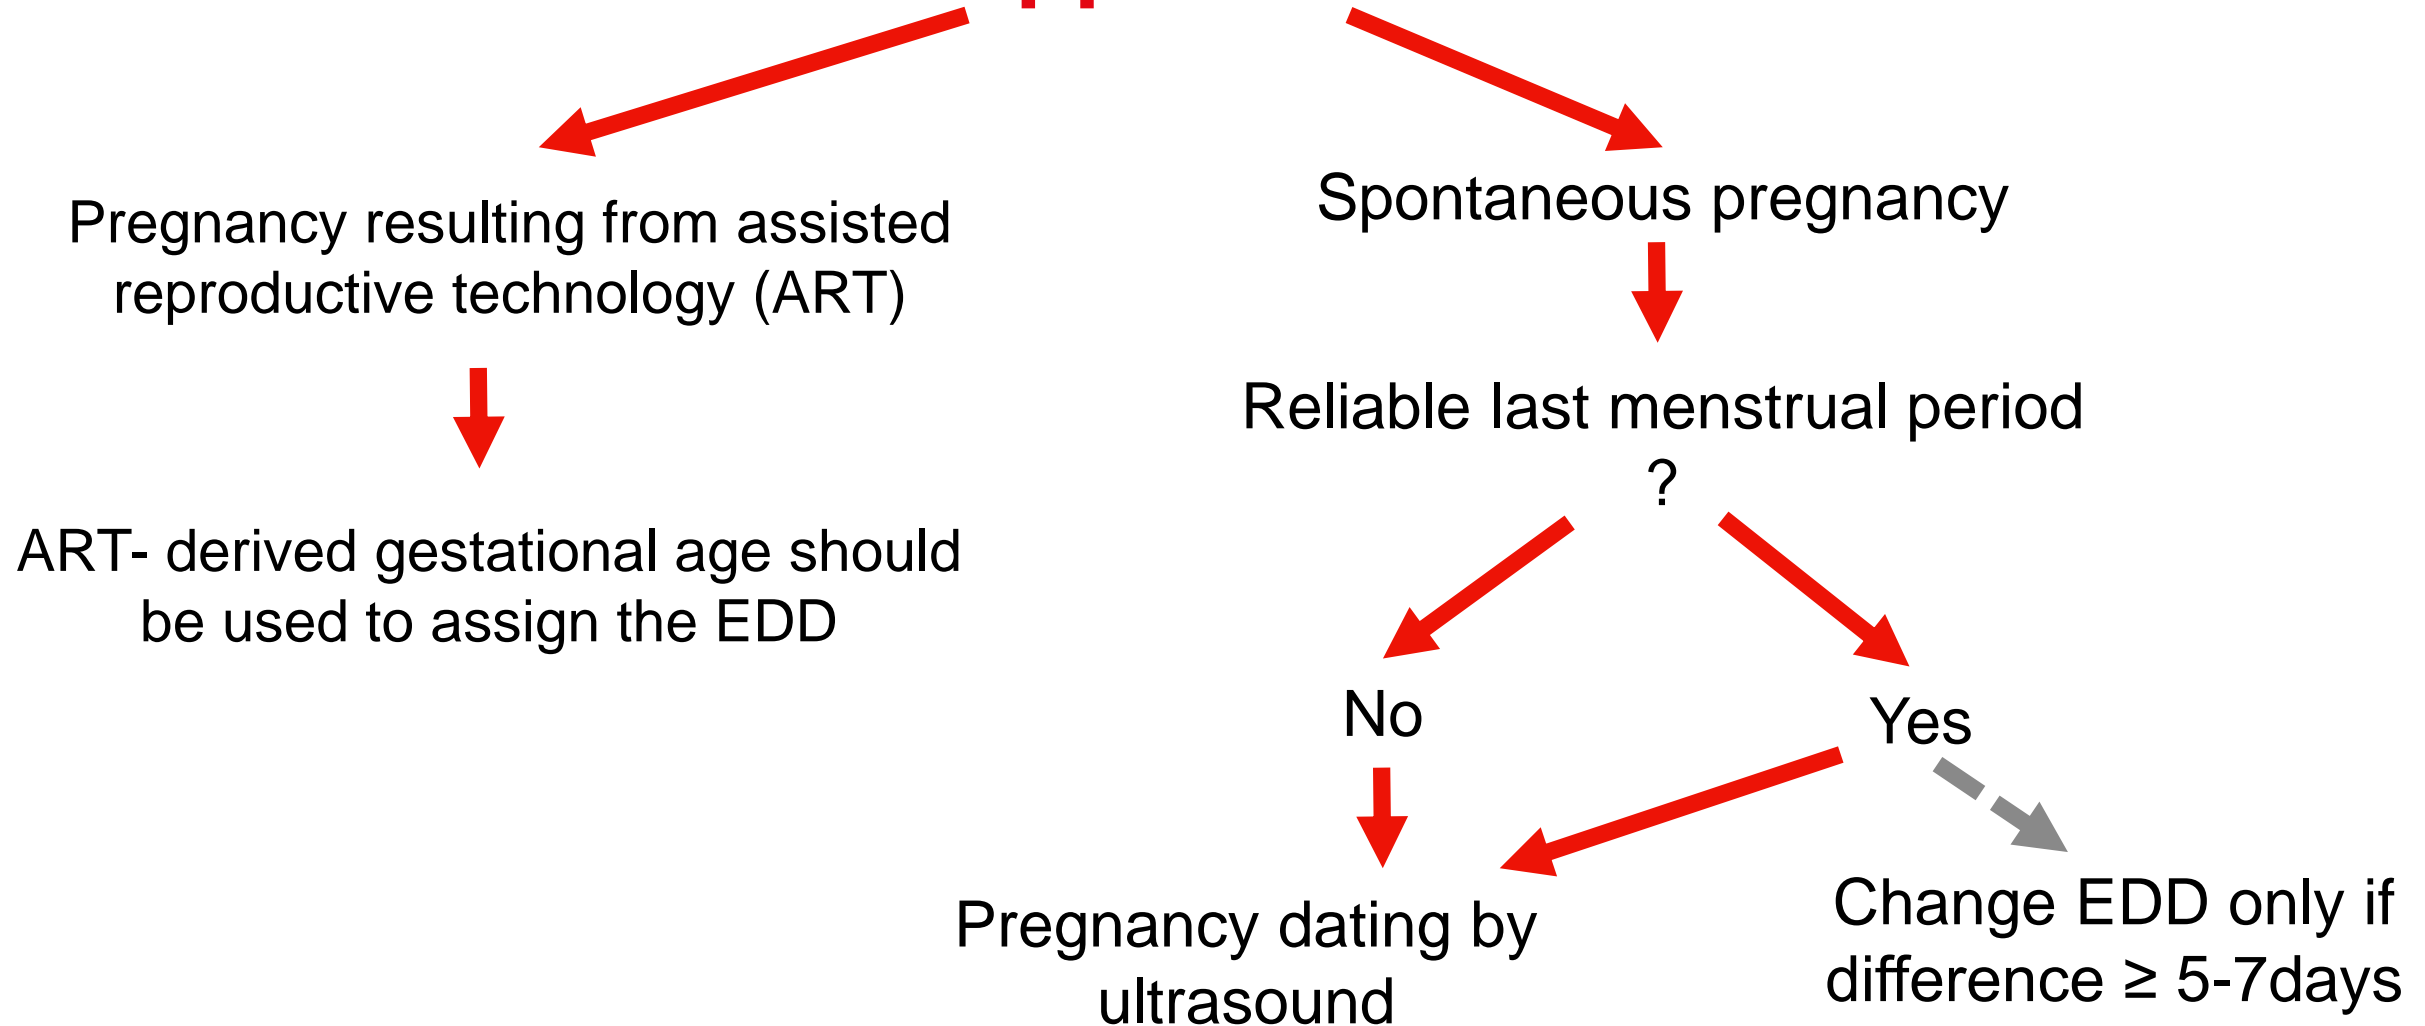 Pregnancy resulting from assisted
reproductive technology (ART)
ART- derived gestational age should
be used to assign the EDD
Spontaneous pregnancy
Reliable last menstrual period
?
No
Yes
Pregnancy dating by
ultrasound
Change EDD only if
difference ≥ 5-7days